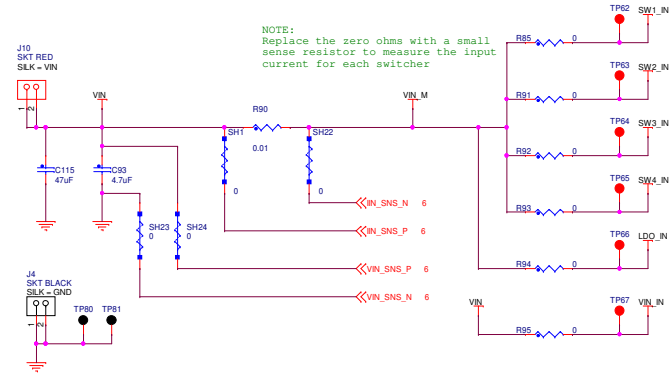 NOTE:
Replace the zero ohms with a small
sense resistor to measure the input
current for each switcher
J10
SKT RED
SILK = VIN
1
2
VIN
R90
0.01
VIN_M
SH1
0
SH22
0
C115
47uF
C93
4.7uF
SH23
0
SH24
0
IIN_SNS_N 6
IIN_SNS_P 6
VIN_SNS_P 6
VIN_SNS_N 6
J4
SKT BLACK
SILK = GND
1
2
TP80
TP81
TP62
SW1_IN
R85
0
TP63
SW2_IN
R91
0
TP64
SW3_IN
R92
0
TP65
SW4_IN
R93
0
TP66
LDO_IN
R94
0
VIN
TP67
VIN_IN
R95
0